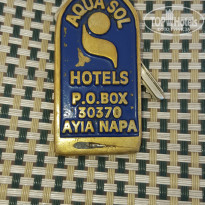 AQUA SOL
HOTELS
P.O.BOX
30370
AYIA NAPA